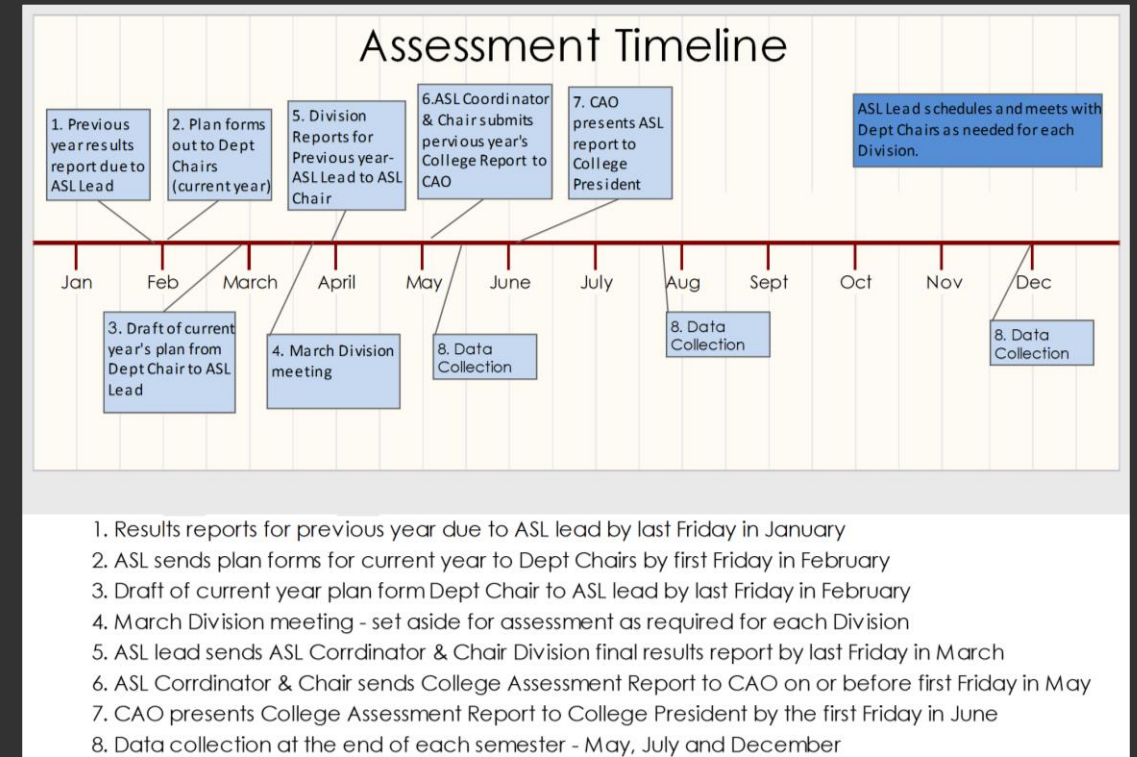 Assessment Timeline
1. Previous
year results
report due to
ASL Lead
2. Plan forms
out to Dept
Chairs
(current year)
5. Division
Reports for
Previous year-
ASL Lead to ASL
Chair
6.ASL Coordinator
& Chair submits
pervious year's
College Report to
CAO
7. CAO
presents ASL
report to
College
President
ASL Lead schedules and meets with
Dept Chairs as needed for each
Division.
Jan Feb March April May June July Aug Sept Oct Nov Dec
3. Draft of current
year's plan from
Dept Chair to ASL
Lead
4. March Division
meeting
8. Data
Collection
8. Data
Collection
8. Data
Collection
1. Results reports for previous year due to ASL lead by last Friday in January
2. ASL sends plan forms for current year to Dept Chairs by first Friday in February
3. Draft of current year plan form Dept Chair to ASL lead by last Friday in February
4. March Division meeting - set aside for assessment as required for each Division
5. ASL lead sends ASL Corrdinator & Chair Division final results report by last Friday in March
6. ASL Corrdinator & Chair sends College Assessment Report to CAO on or before first Friday in May
7. CAO presents College Assessment Report to College President by the first Friday in June
8. Data collection at the end of each semester - May, July and December